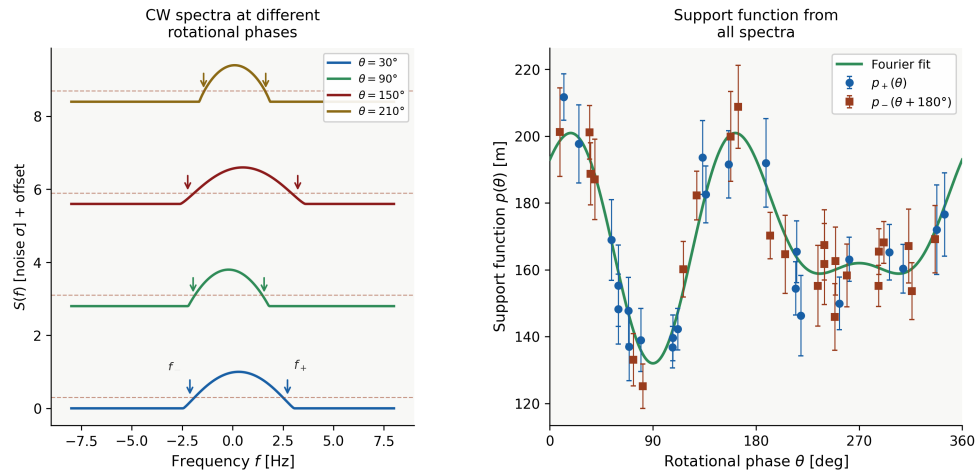 CW spectra at different
rotational phases
θ = 30°
θ = 90°
θ = 150°
θ = 210°
f
f₊
0
2
4
6
8
S(f) [noise σ] + offset
−7.5
−5.0
−2.5
0.0
2.5
5.0
7.5
Frequency f [Hz]
Support function from
all spectra
Fourier fit
p₊(θ)
p₋(θ + 180°)
220
200
180
160
140
120
Support function p(θ) [m]
0
90
180
270
360
Rotational phase θ [deg]